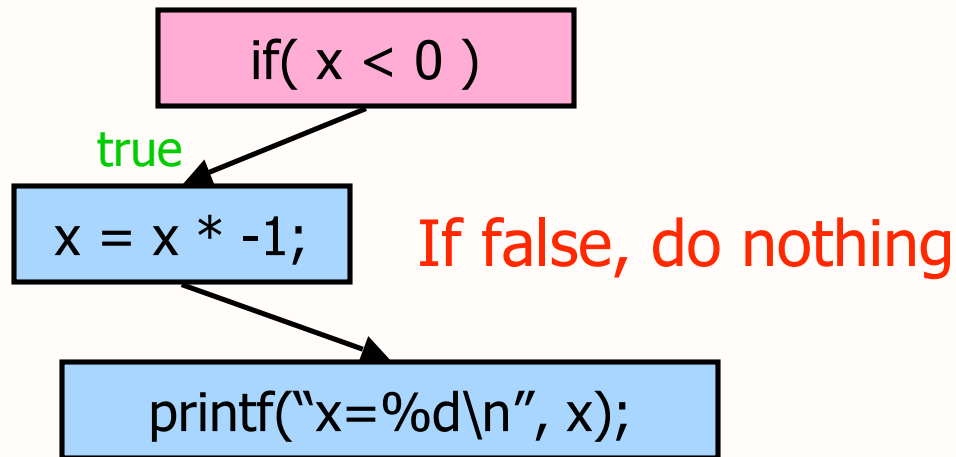 if( x < 0 )
true
x = x * -1;
If false, do nothing
printf(“x=%d\n”, x);